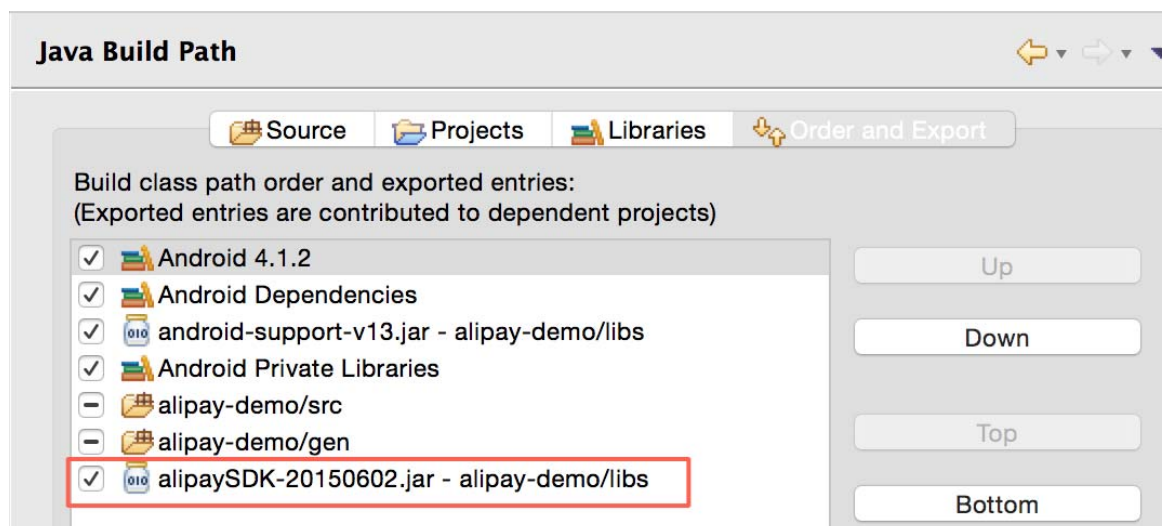 Java Build Path
Source Projects Libraries Order and Export
Build class path order and exported entries:
(Exported entries are contributed to dependent projects)
Android 4.1.2
Android Dependencies
android-support-v13.jar - alipay-demo/libs
Android Private Libraries
alipay-demo/src
alipay-demo/gen
alipaySDK-20150602.jar - alipay-demo/libs
Up
Down
Top
Bottom